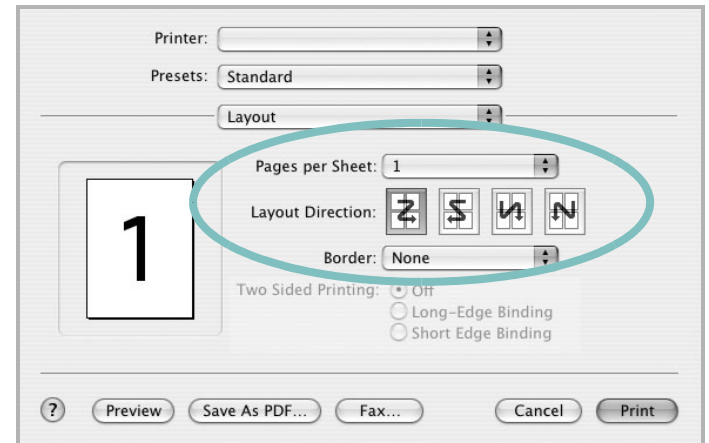 Printer:
Presets: Standard
Layout
Pages per Sheet: 1
1
Layout Direction:
Border: None
Two Sided Printing: Off
Long-Edge Binding
Short Edge Binding
? Preview Save As PDF... Fax... Cancel Print